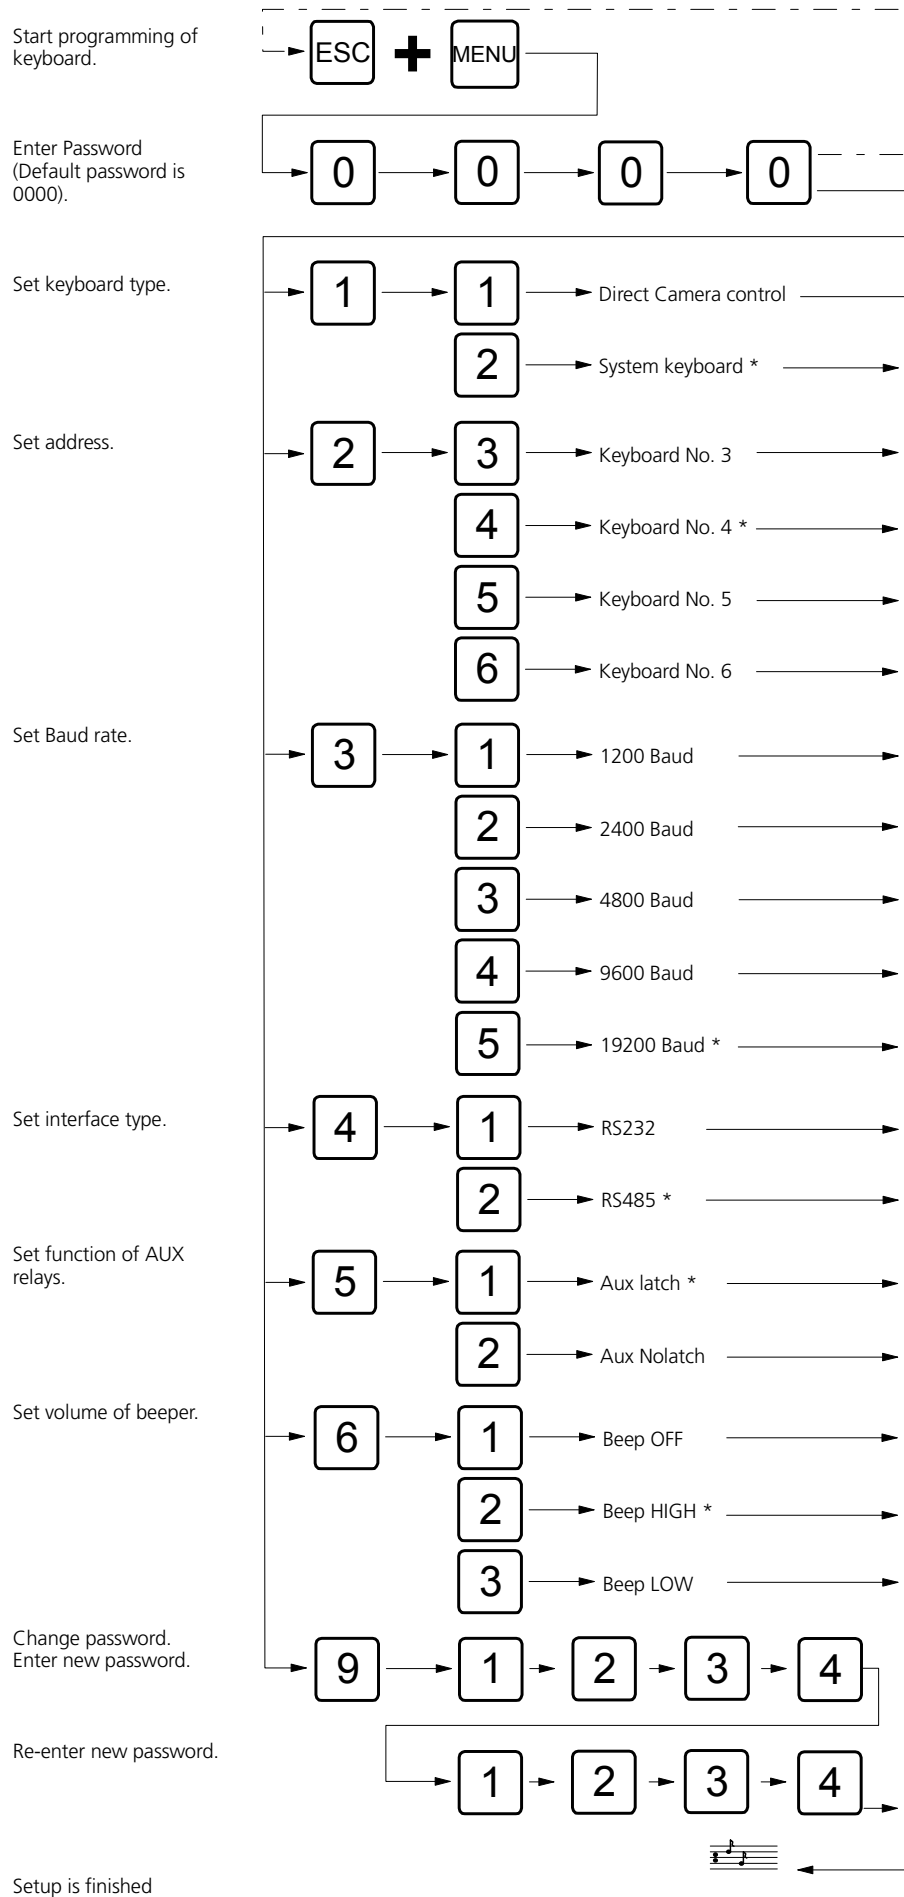 Start programming of
keyboard.
ESC + MENU
Enter Password
(Default password is
0000).
0 0 0 0
Set keyboard type.
1 1 Direct Camera control
2 System keyboard *
Set address.
2 3 Keyboard No. 3
4 Keyboard No. 4 *
5 Keyboard No. 5
6 Keyboard No. 6
Set Baud rate.
3 1 1200 Baud
2 2400 Baud
3 4800 Baud
4 9600 Baud
5 19200 Baud *
Set interface type.
4 1 RS232
2 RS485 *
Set function of AUX
relays.
5 1 Aux latch *
2 Aux Nolatch
Set volume of beeper.
6 1 Beep OFF
2 Beep HIGH *
3 Beep LOW
Change password.
Enter new password.
9 1 2 3 4
Re-enter new password.
1 2 3 4
Setup is finished